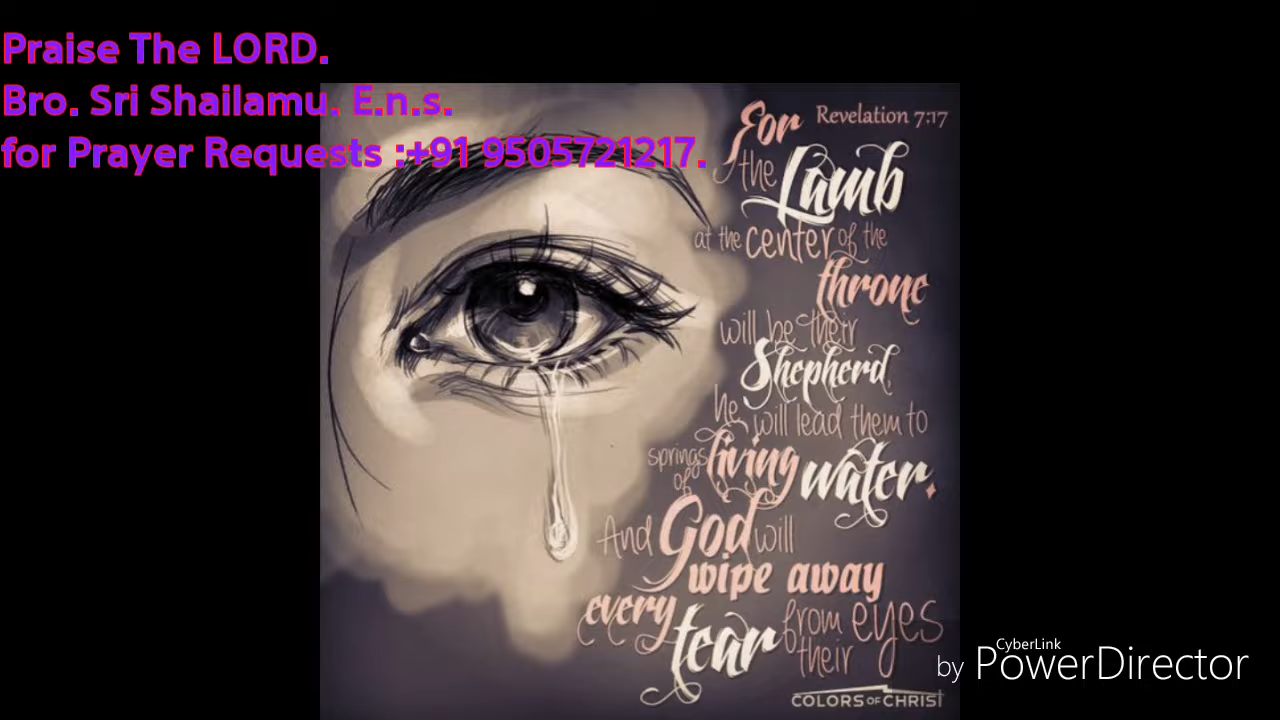 Praise The LORD.
Bro. Sri Shailamu. E.n.s.
for Prayer Requests :+91 9505721217.
For Revelation 7:17
the Lamb
at the center of the
throne
will be their
Shepherd,
he will lead them to
springs of living water.
And God will
wipe away
every tear from their eyes
COLORS OF CHRIST
CyberLink
by PowerDirector